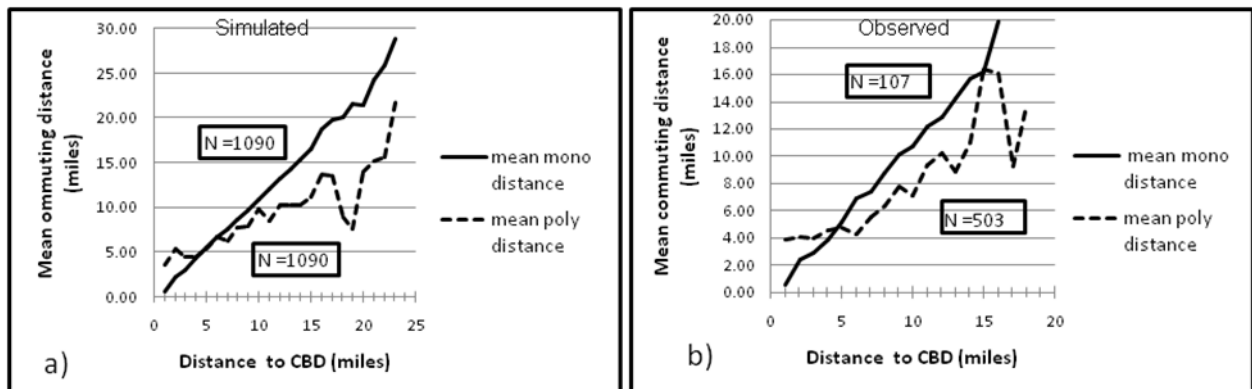 Simulated
Mean ommuting distance
(miles)
30.00
25.00
20.00
15.00
10.00
5.00
0.00
N =1090
N =1090
mean mono
distance
mean poly
distance
0 5 10 15 20 25
a)
Distance to CBD (miles)
Observed
Mean commuting distance
(miles)
20.00
18.00
16.00
14.00
12.00
10.00
8.00
6.00
4.00
2.00
0.00
N =107
N=503
mean mono
distance
mean poly
distance
0 5 10 15 20
b)
Distance to CBD (miles)